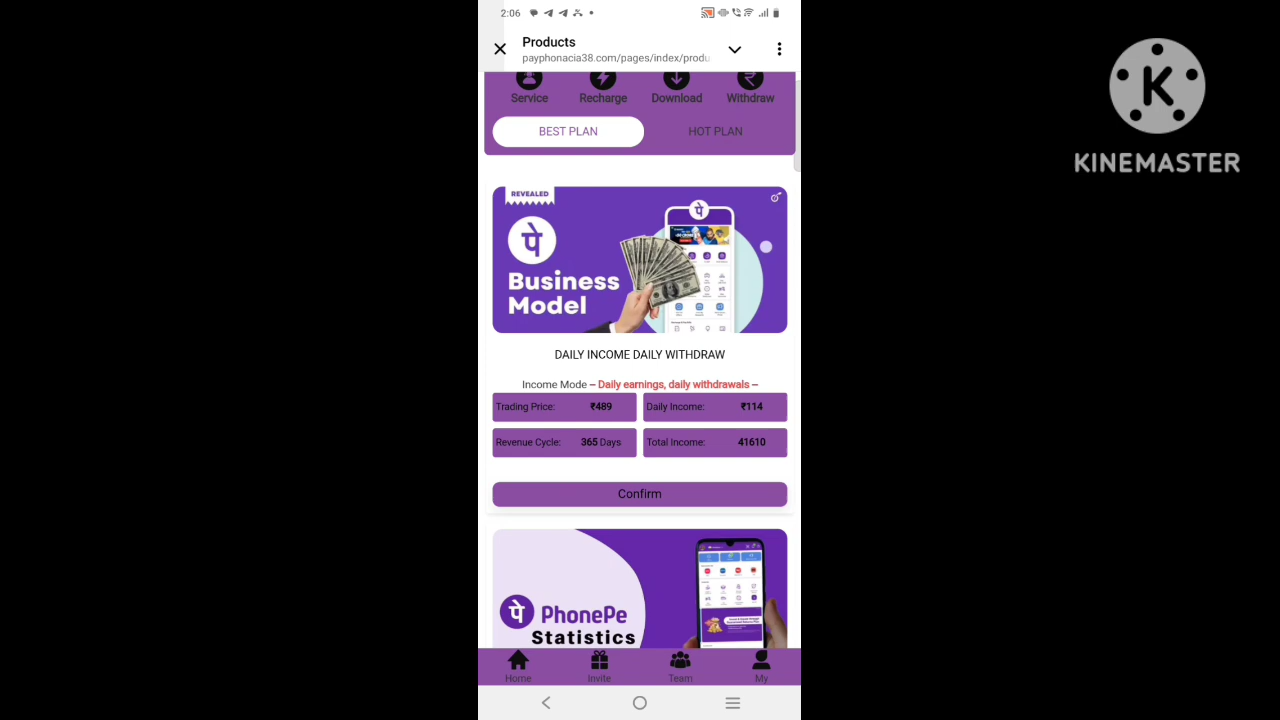 2:06
Products
payphonacia38.com/pages/index/produ
Service Recharge Download Withdraw
BEST PLAN HOT PLAN
REVEALED
पे
पे
Business
Model
DAILY INCOME DAILY WITHDRAW
Income Mode – Daily earnings, daily withdrawals –
Trading Price: ₹489 Daily Income: ₹114
Revenue Cycle: 365 Days Total Income: 41610
Confirm
पे PhonePe
Statistics
Home Invite Team My
K
KINEMASTER